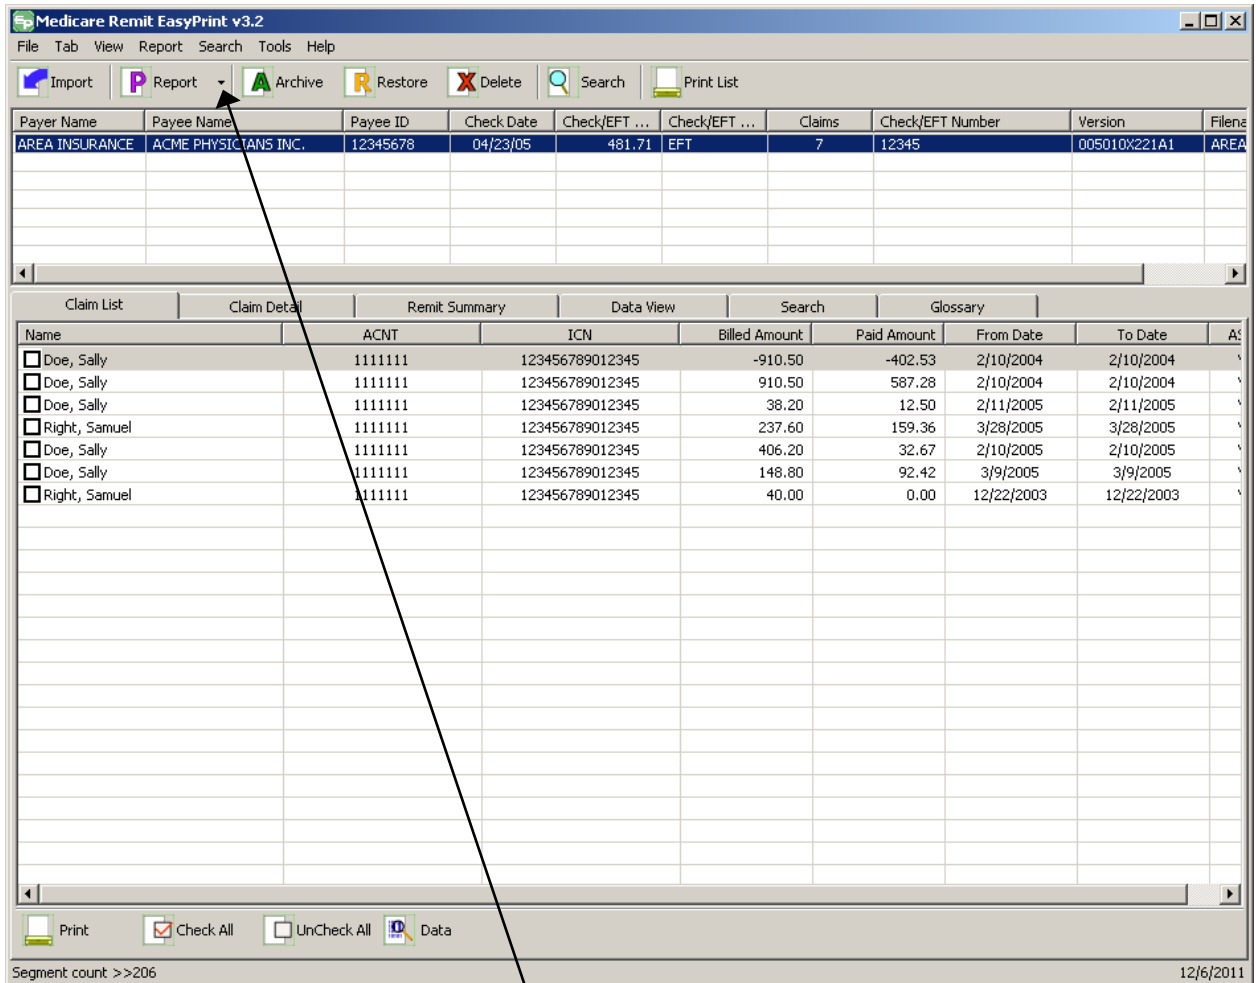 Medicare Remit EasyPrint v3.2
File Tab View Report Search Tools Help
Import Report Archive Restore Delete Search Print List
Payer Name Payee Name Payee ID Check Date Check/EFT ... Check/EFT ... Claims Check/EFT Number Version Filena
AREA INSURANCE ACME PHYSICIANS INC. 12345678 04/23/05 481.71 EFT 7 12345 005010X221A1 AREA
Claim List Claim Detail Remit Summary Data View Search Glossary
Name ACNT ICN Billed Amount Paid Amount From Date To Date AS
Doe, Sally 1111111 123456789012345 -910.50 -402.53 2/10/2004 2/10/2004
Doe, Sally 1111111 123456789012345 910.50 587.28 2/10/2004 2/10/2004
Doe, Sally 1111111 123456789012345 38.20 12.50 2/11/2005 2/11/2005
Right, Samuel 1111111 123456789012345 237.60 159.36 3/28/2005 3/28/2005
Doe, Sally 1111111 123456789012345 406.20 32.67 2/10/2005 2/10/2005
Doe, Sally 1111111 123456789012345 148.80 92.42 3/9/2005 3/9/2005
Right, Samuel 1111111 123456789012345 40.00 0.00 12/22/2003 12/22/2003
Print Check All UnCheck All Data
Segment count >>206 12/6/2011